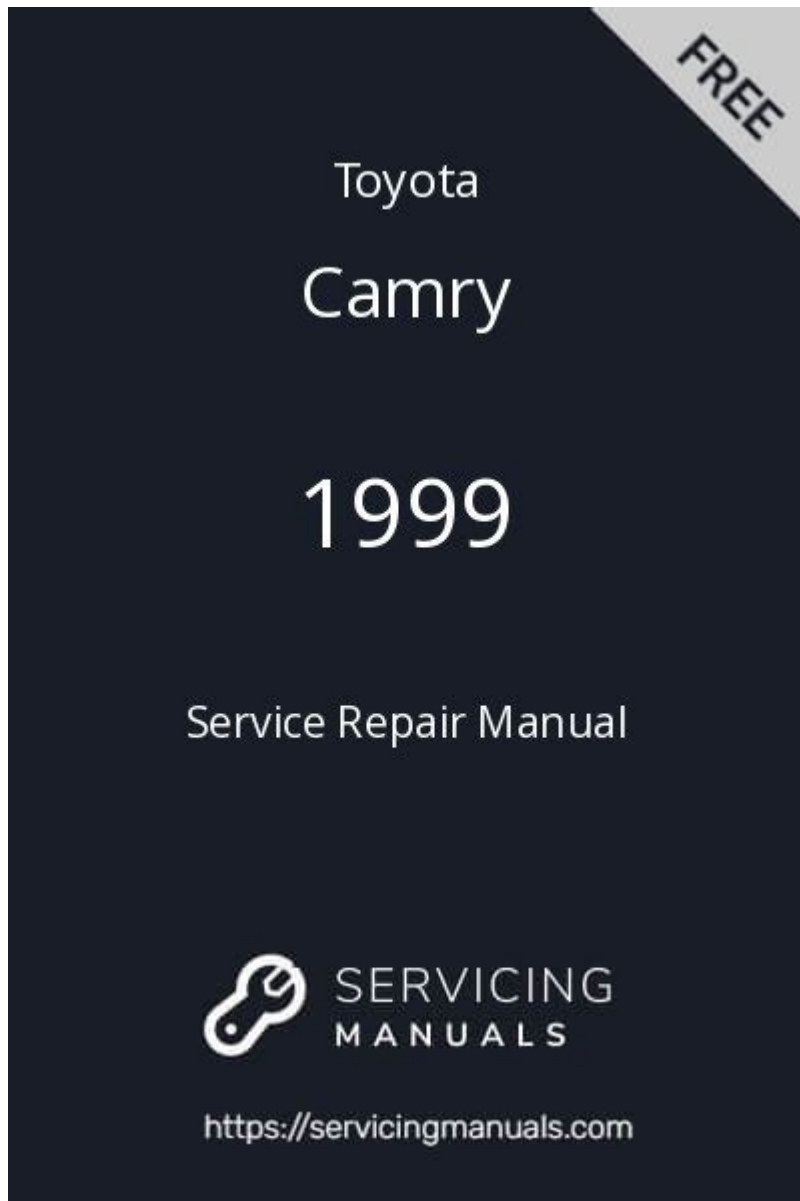 FREE
Toyota
Camry
1999
Service Repair Manual
SERVICING
MANUALS
https://servicingmanuals.com